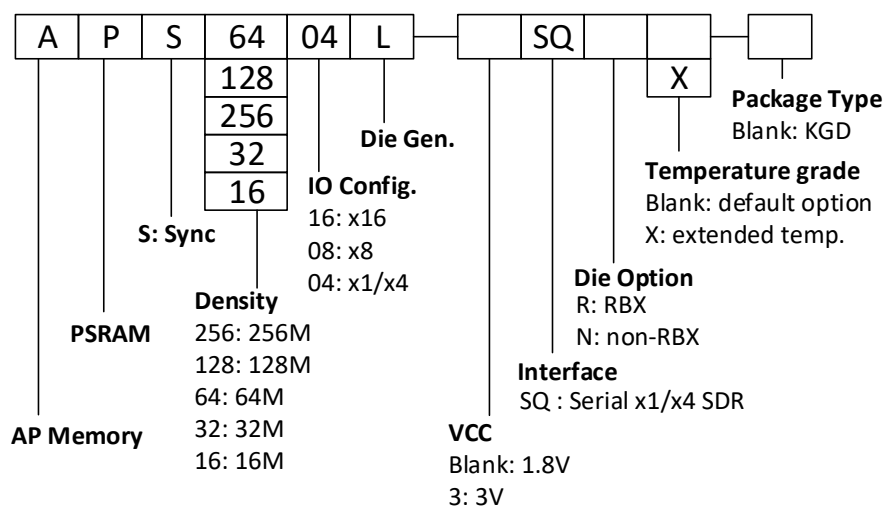 A P S 64 04 L SQ
128
256
32
16
X
Package Type
Blank: KGD
Die Gen.
Temperature grade
Blank: default option
X: extended temp.
IO Config.
16: x16
08: x8
04: x1/x4
S: Sync
Die Option
R: RBX
N: non-RBX
Density
256: 256M
128: 128M
64: 64M
32: 32M
16: 16M
PSRAM
Interface
SQ : Serial x1/x4 SDR
AP Memory
VCC
Blank: 1.8V
3: 3V